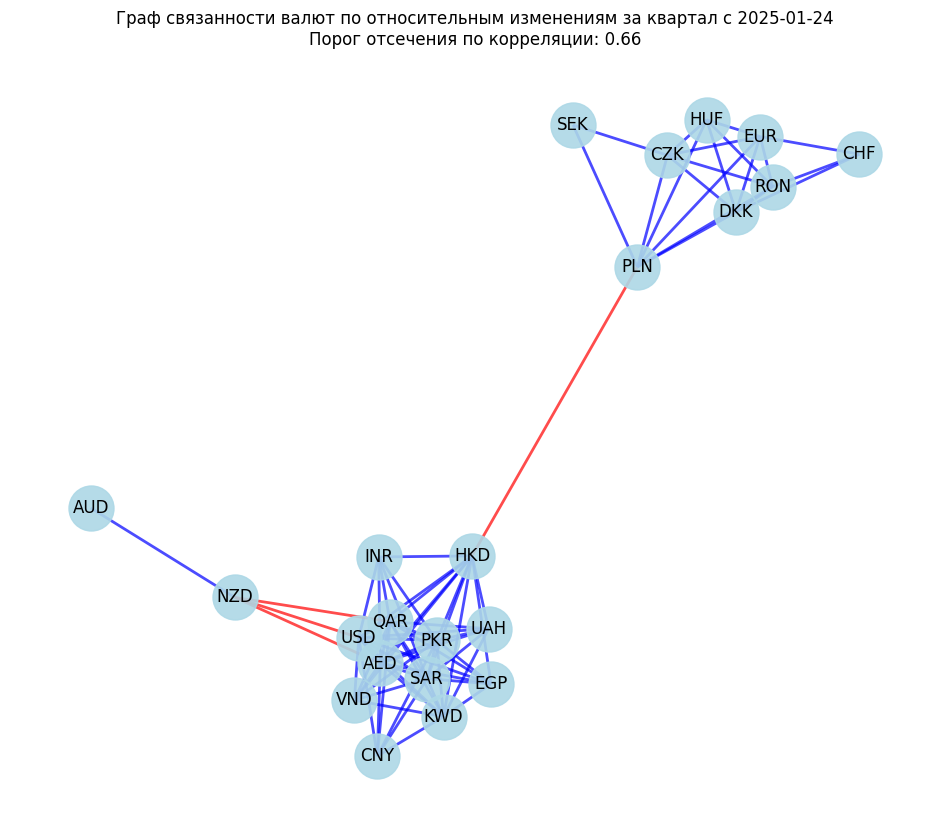 Граф связанности валют по относительным изменениям за квартал с 2025-01-24
Порог отсечения по корреляции: 0.66
SEK
HUF
EUR
CZK
CHF
RON
DKK
PLN
AUD
INR
HKD
NZD
QAR
USD
PKR
UAH
AED
SAR
EGP
VND
KWD
CNY